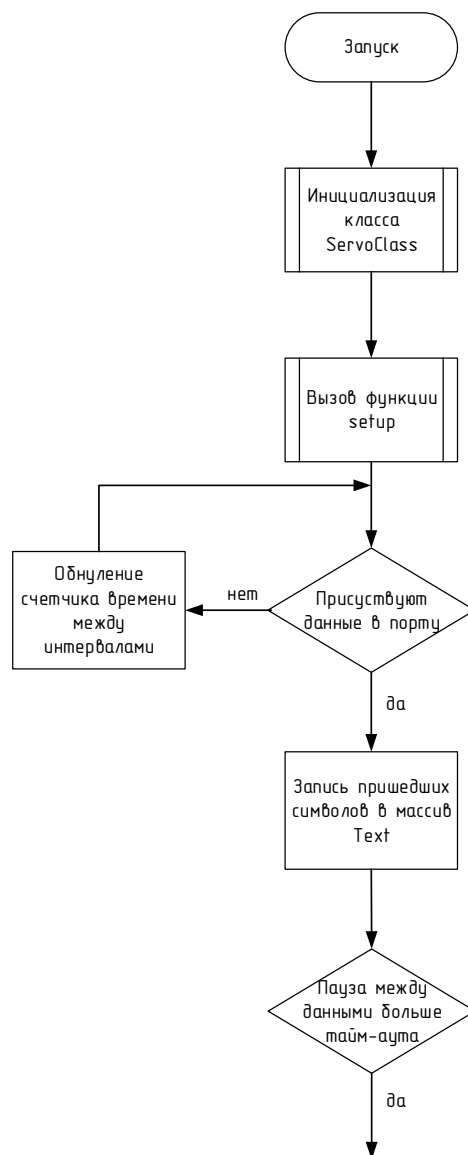 Запуск
Инициализация
класса
ServoClass
Вызов функции
setup
Обнуление
счетчика времени
между
интервалами
нет
Присуствуют
данные в порту
да
Запись пришедших
символов в массив
Text
Пауза между
данными больше
тайм-аута
да